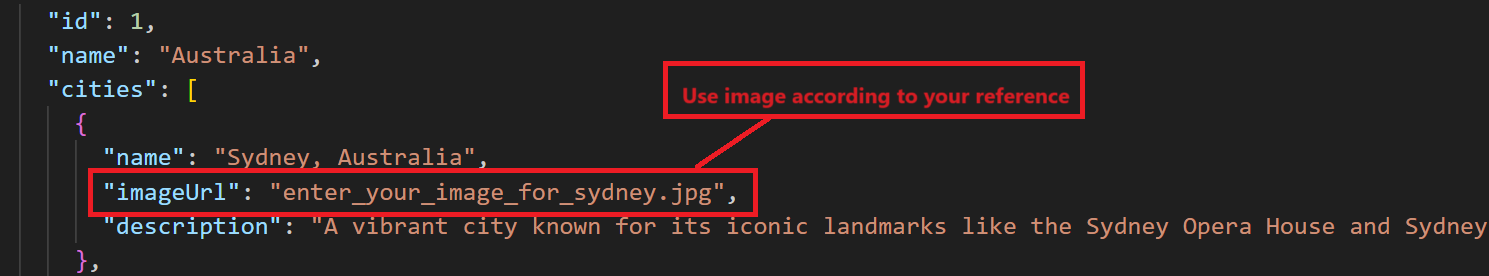 "id": 1,
"name": "Australia",
"cities": [
Use image according to your reference
{
"name": "Sydney, Australia",
"imageUrl": "enter_your_image_for_sydney.jpg",
"description": "A vibrant city known for its iconic landmarks like the Sydney Opera House and Sydney
},